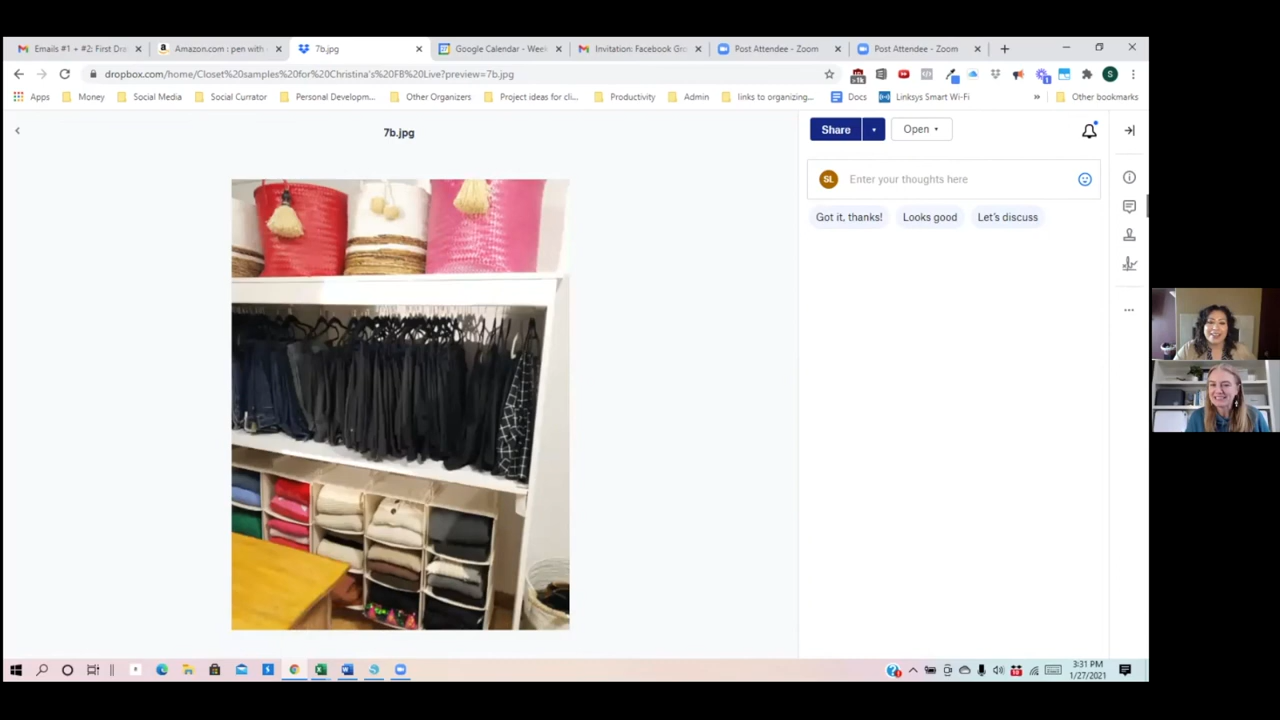 Emails #1 + #2: First Dra
Amazon.com : pen with
7b.jpg
Google Calendar - Week
Invitation: Facebook Gro
Post Attendee - Zoom
Post Attendee - Zoom
dropbox.com/home/Closet%20samples%20for%20Christina's%20FB%20Live?preview=7b.jpg
Apps
Money
Social Media
Social Currator
Personal Developm...
Other Organizers
Project ideas for cli...
Productivity
Admin
links to organizing...
Docs
Linksys Smart Wi-Fi
»
Other bookmarks
7b.jpg
Share
Open
SL
Enter your thoughts here
Got it, thanks!
Looks good
Let's discuss
3:31 PM
1/27/2021